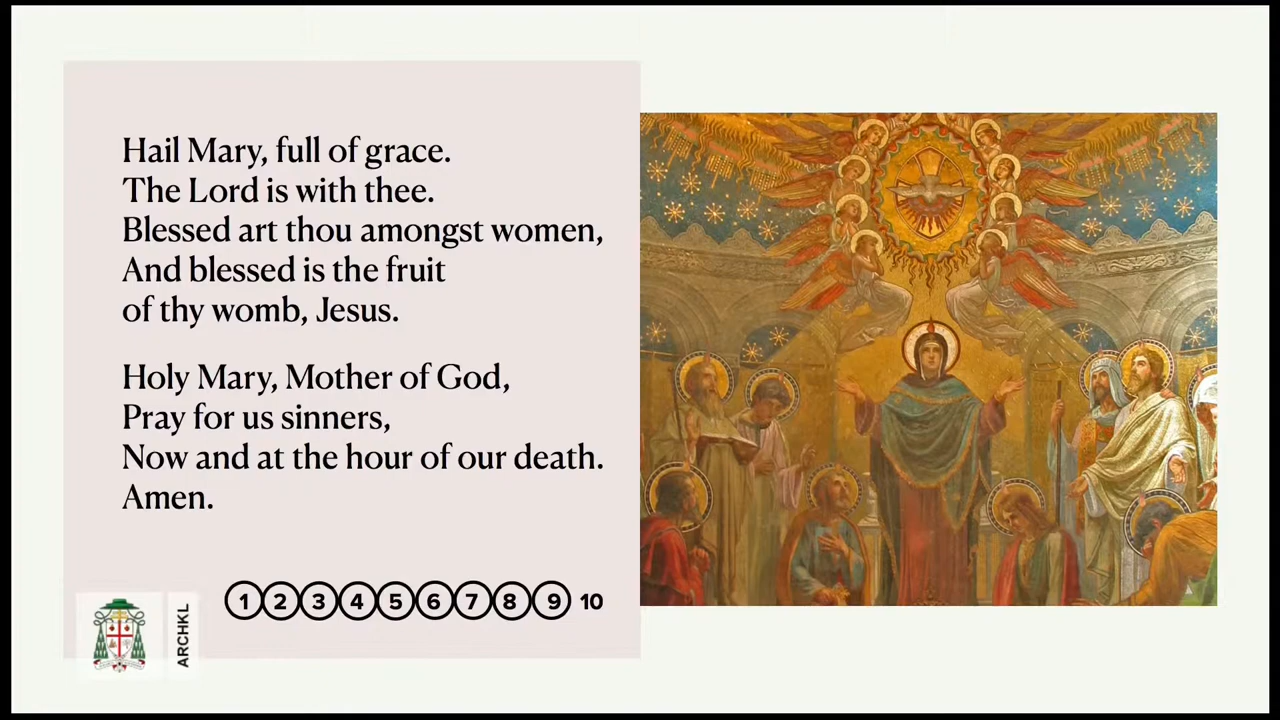 Hail Mary, full of grace.
The Lord is with thee.
Blessed art thou amongst women,
And blessed is the fruit
of thy womb, Jesus.
Holy Mary, Mother of God,
Pray for us sinners,
Now and at the hour of our death.
Amen.
1 2 3 4 5 6 7 8 9 10
ARCHKL